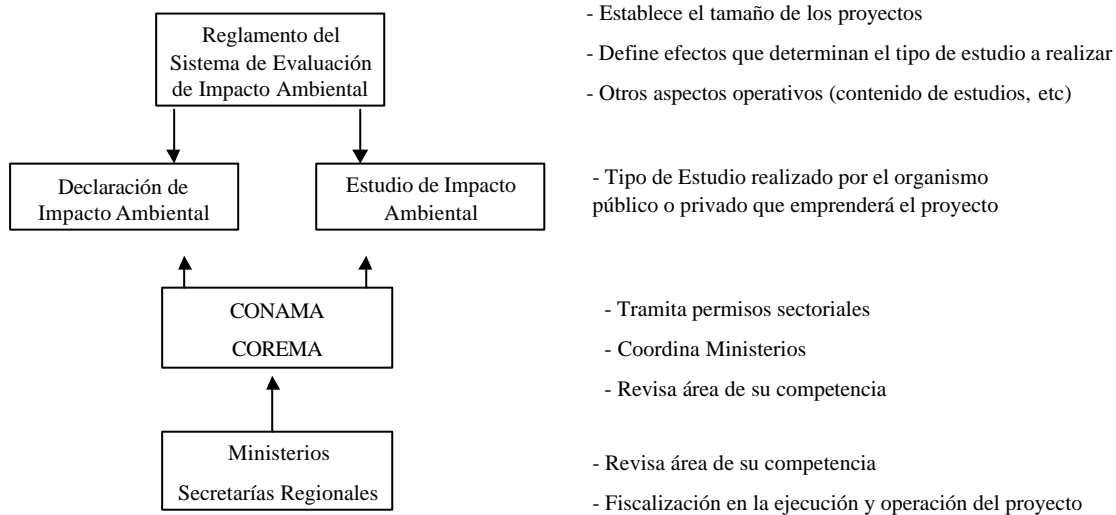 Reglamento del
Sistema de Evaluación
de Impacto Ambiental
- Establece el tamaño de los proyectos
- Define efectos que determinan el tipo de estudio a realizar
- Otros aspectos operativos (contenido de estudios, etc)
Declaración de
Impacto Ambiental
Estudio de Impacto
Ambiental
- Tipo de Estudio realizado por el organismo
público o privado que emprenderá el proyecto
CONAMA
COREMA
- Tramita permisos sectoriales
- Coordina Ministerios
- Revisa área de su competencia
Ministerios
Secretarías Regionales
- Revisa área de su competencia
- Fiscalización en la ejecución y operación del proyecto